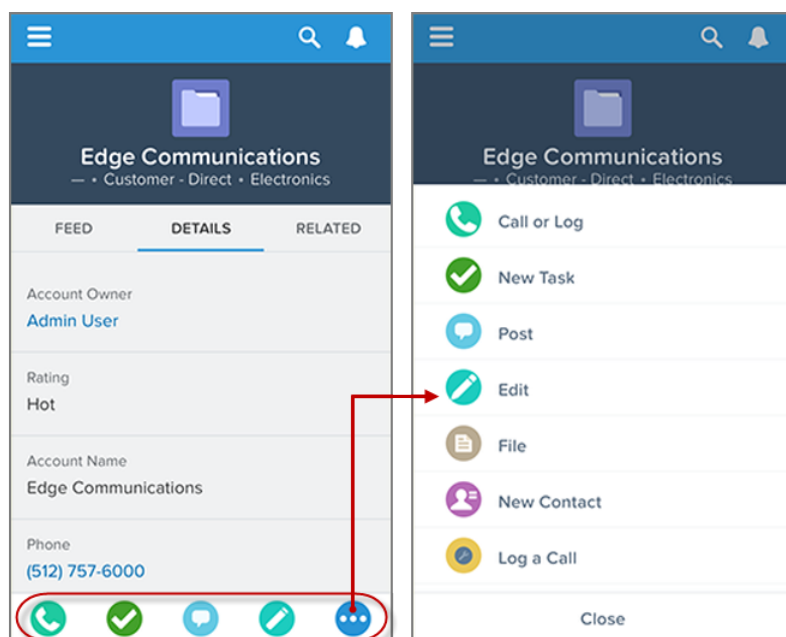 Edge Communications
— • Customer - Direct • Electronics
FEED DETAILS RELATED
Account Owner
Admin User
Rating
Hot
Account Name
Edge Communications
Phone
(512) 757-6000
Edge Communications
— • Customer - Direct • Electronics
Call or Log
New Task
Post
Edit
File
New Contact
Log a Call
Close